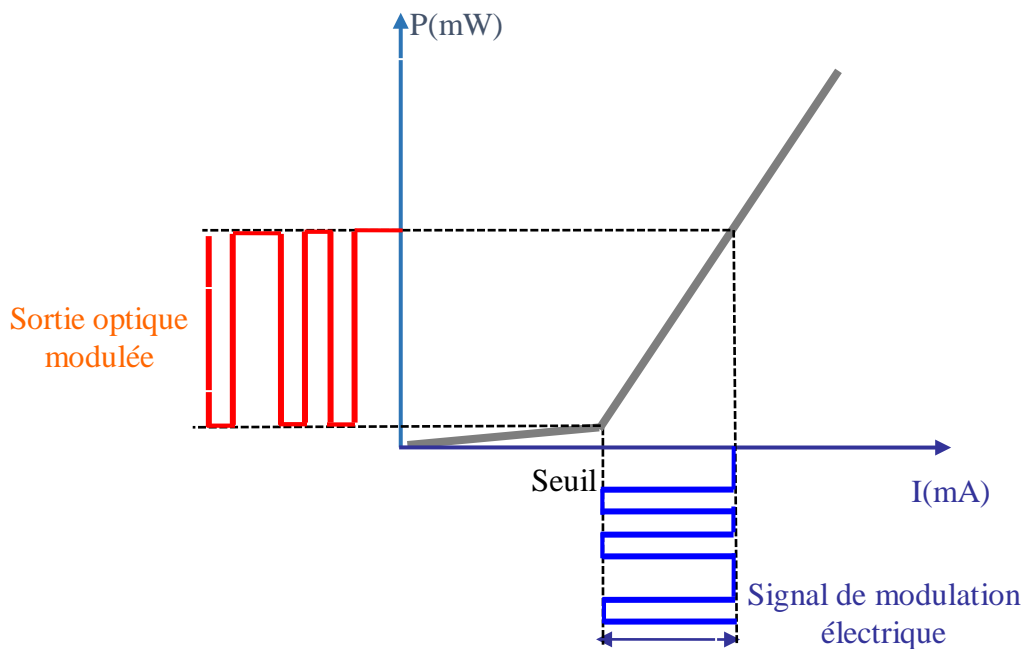 P(mW)
Sortie optique
modulée
Seuil
I(mA)
Signal de modulation
électrique